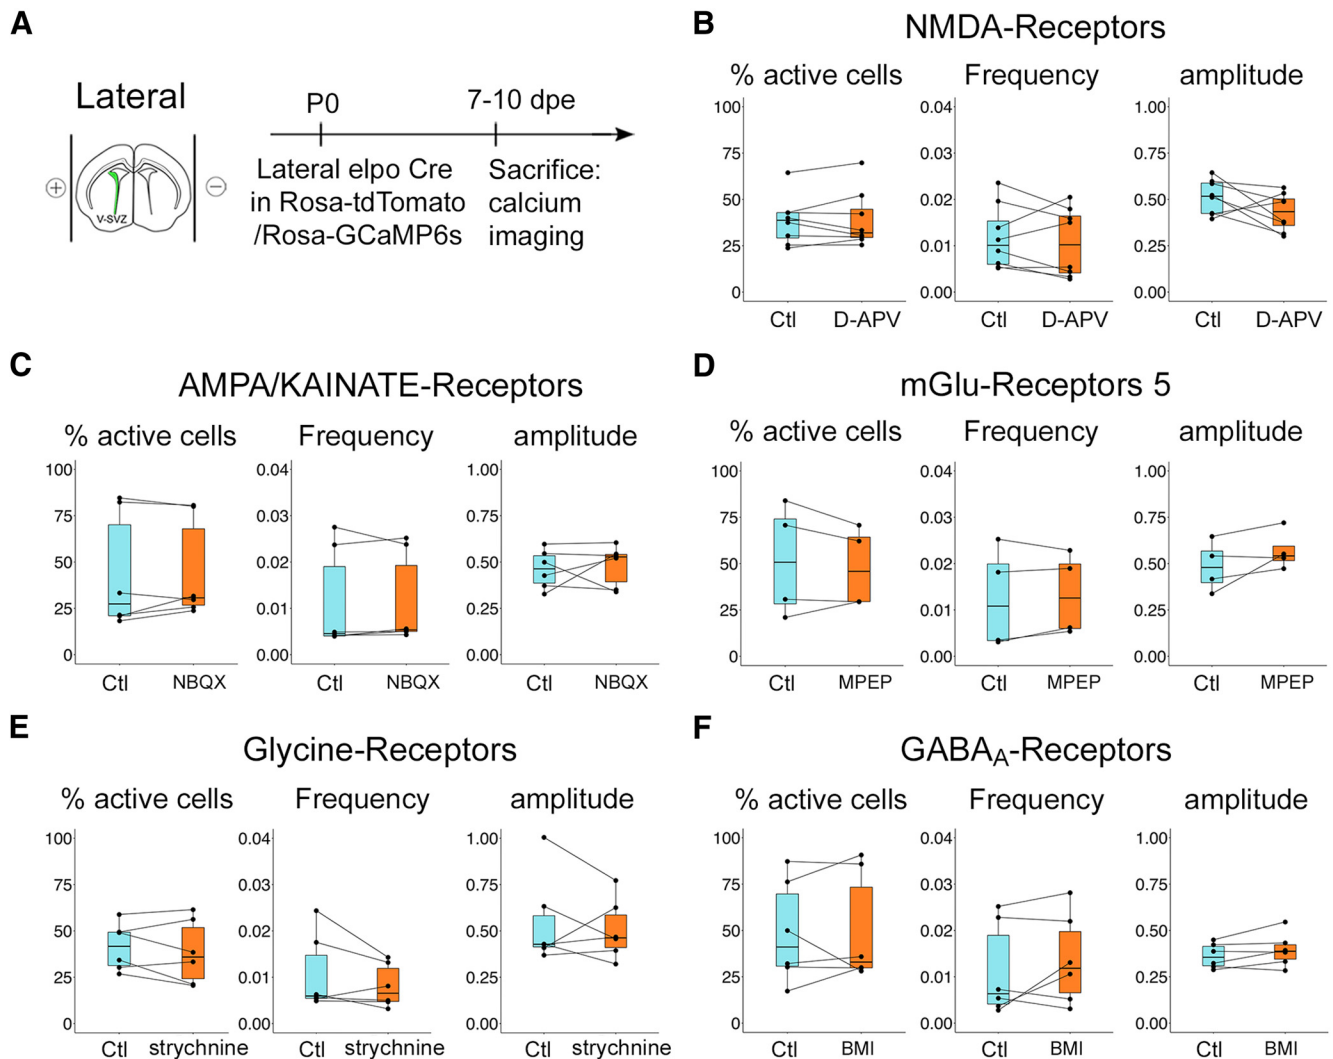 A
Lateral
+
−
V-SVZ
P0
7-10 dpe
Lateral elpo Cre
in Rosa-tdTomato
/Rosa-GCaMP6s
Sacrifice:
calcium
imaging
B
NMDA-Receptors
% active cells
Frequency
amplitude
100
75
50
25
0
0.04
0.03
0.02
0.01
0.00
1.00
0.75
0.50
0.25
0.00
Ctl D-APV
Ctl D-APV
Ctl D-APV
C
AMPA/KAINATE-Receptors
% active cells
Frequency
amplitude
100
75
50
25
0
0.04
0.03
0.02
0.01
0.00
1.00
0.75
0.50
0.25
0.00
Ctl NBQX
Ctl NBQX
Ctl NBQX
D
mGlu-Receptors 5
% active cells
Frequency
amplitude
100
75
50
25
0
0.04
0.03
0.02
0.01
0.00
1.00
0.75
0.50
0.25
0.00
Ctl MPEP
Ctl MPEP
Ctl MPEP
E
Glycine-Receptors
% active cells
Frequency
amplitude
100
75
50
25
0
0.04
0.03
0.02
0.01
0.00
1.00
0.75
0.50
0.25
0.00
Ctl strychnine
Ctl strychnine
Ctl strychnine
F
GABAA-Receptors
% active cells
Frequency
amplitude
100
75
50
25
0
0.04
0.03
0.02
0.01
0.00
1.00
0.75
0.50
0.25
0.00
Ctl BMI
Ctl BMI
Ctl BMI